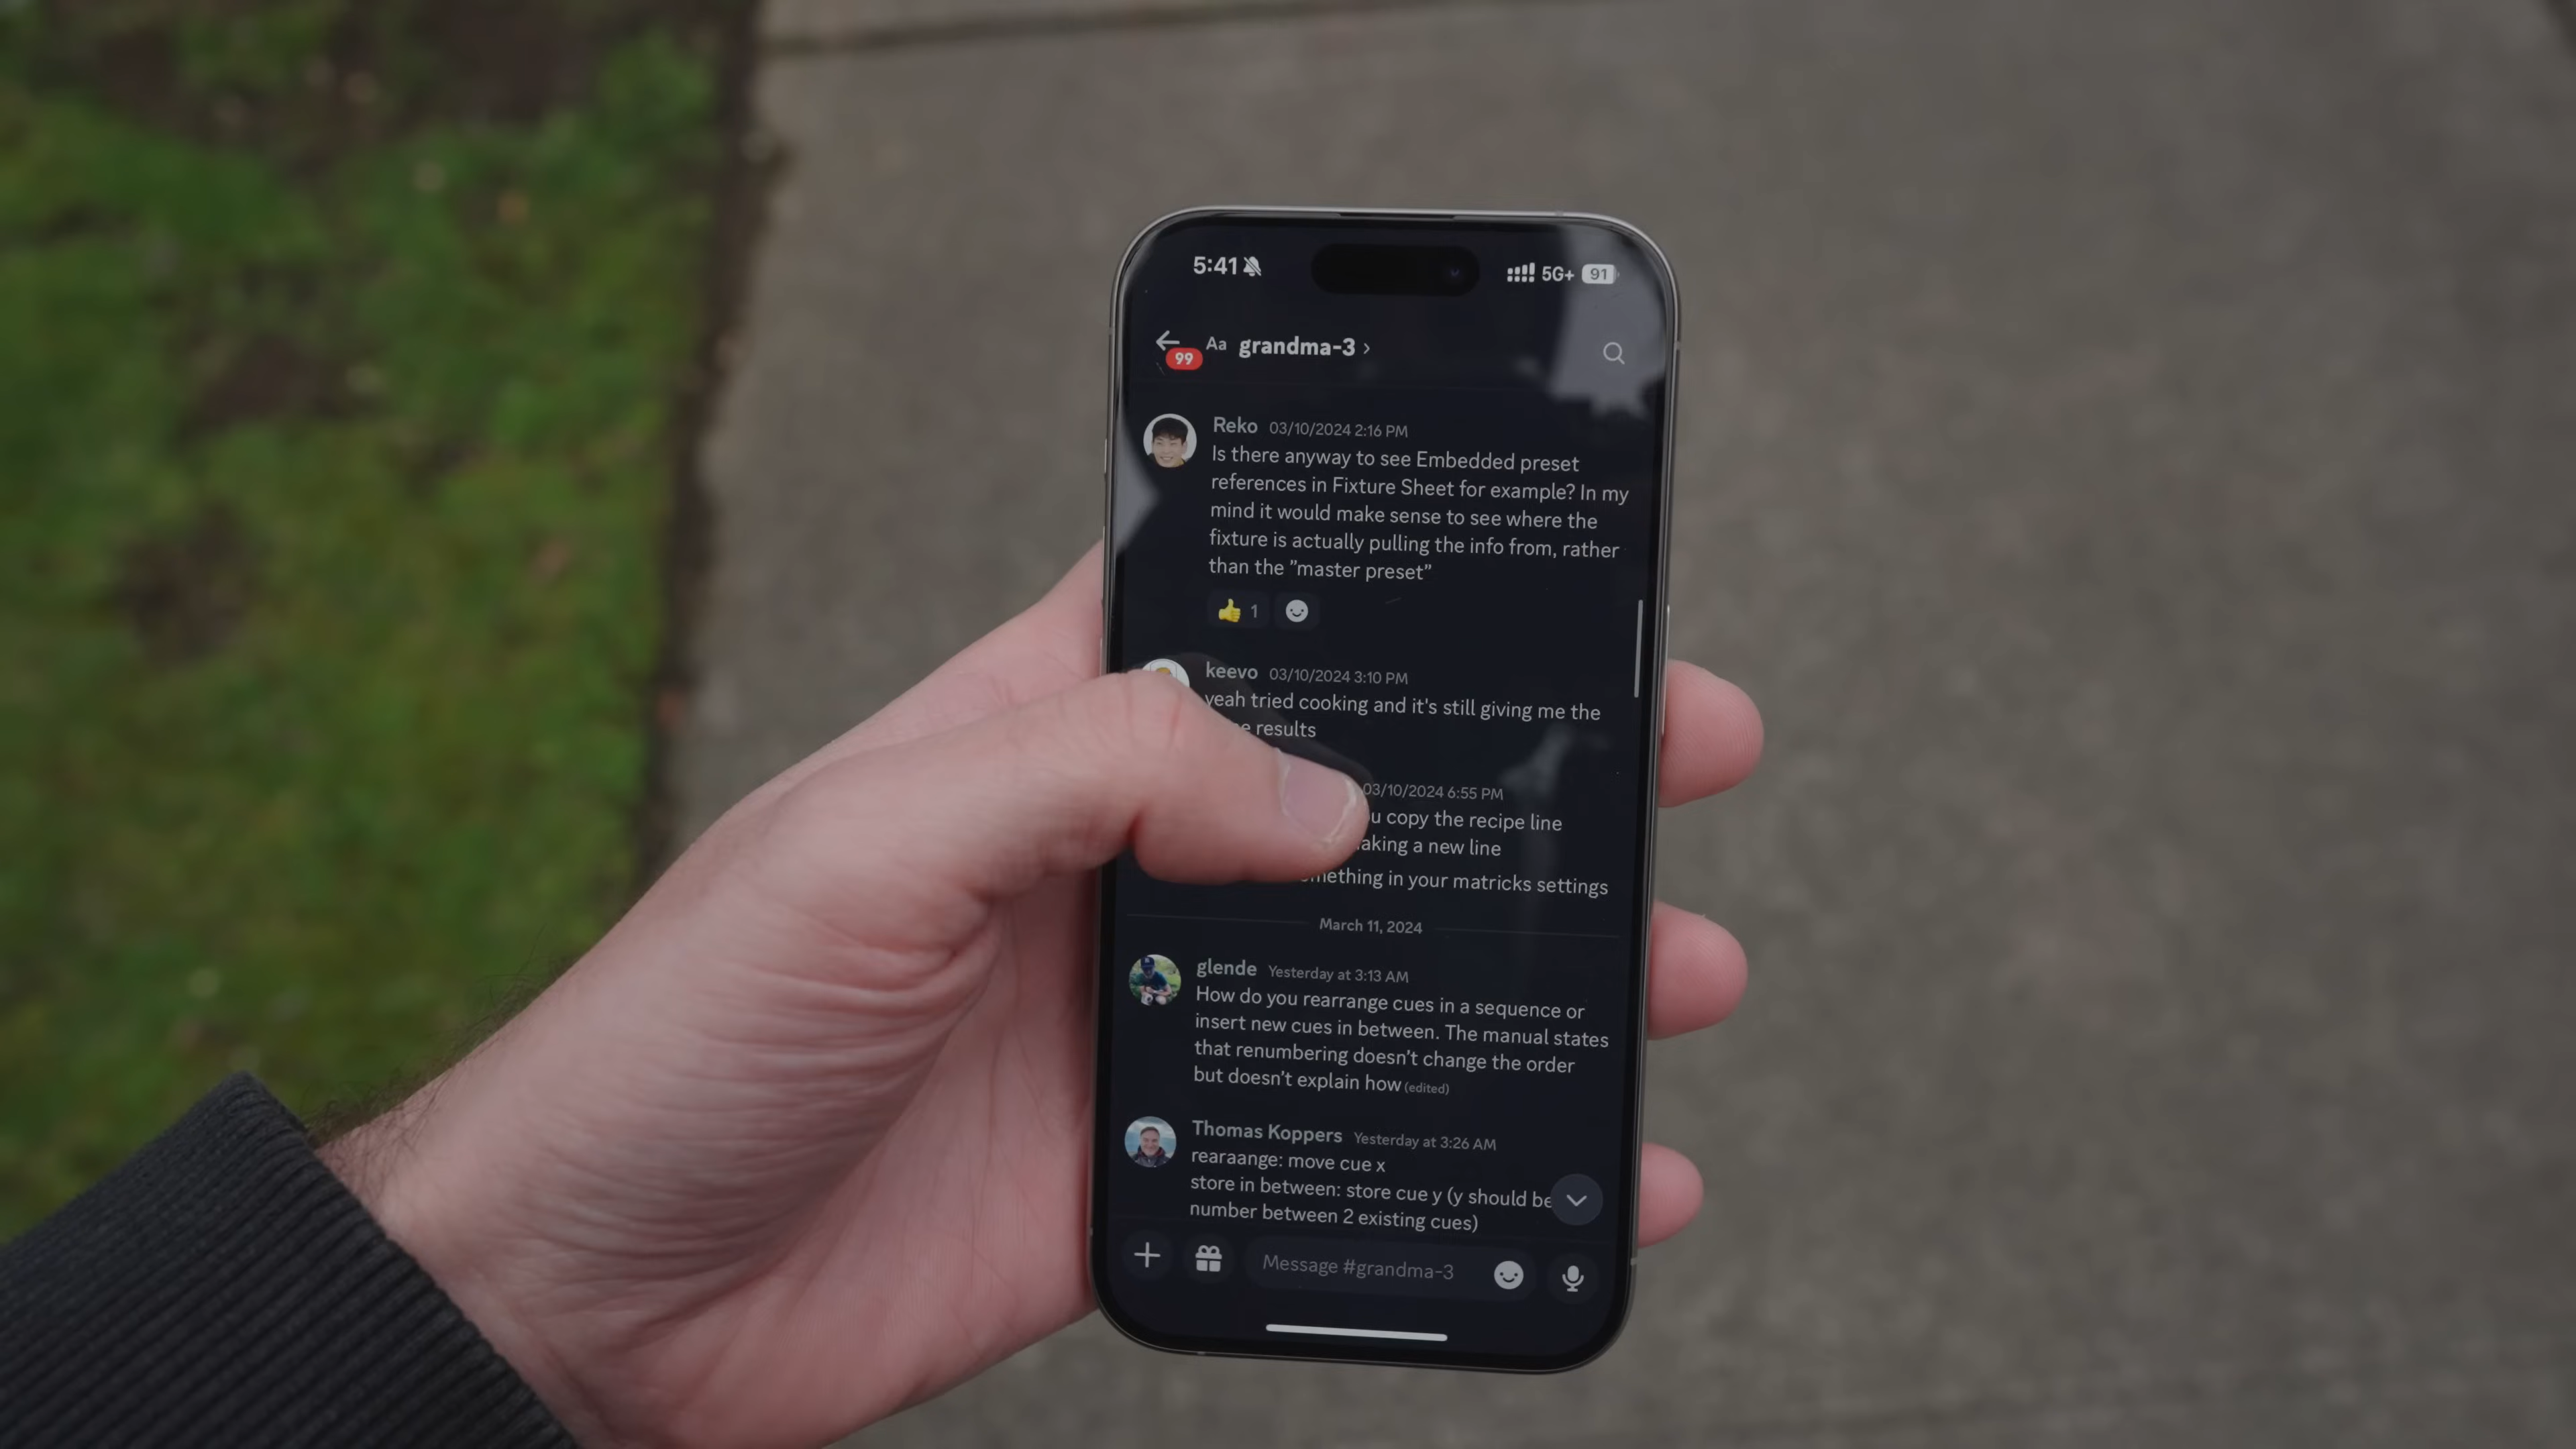 5:41
5G+ 91
99
Aa grandma-3 >
Reko 03/10/2024 2:16 PM
Is there anyway to see Embedded preset
references in Fixture Sheet for example? In my
mind it would make sense to see where the
fixture is actually pulling the info from, rather
than the "master preset"
1
keevo 03/10/2024 3:10 PM
yeah tried cooking and it's still giving me the
results
03/10/2024 6:55 PM
copy the recipe line
a new line
in your matricks settings
March 11, 2024
glende Yesterday at 3:13 AM
How do you rearrange cues in a sequence or
insert new cues in between. The manual states
that renumbering doesn't change the order
but doesn't explain how (edited)
Thomas Koppers Yesterday at 3:26 AM
rearaange: move cue x
store in between: store cue y (y should be
number between 2 existing cues)
Message #grandma-3